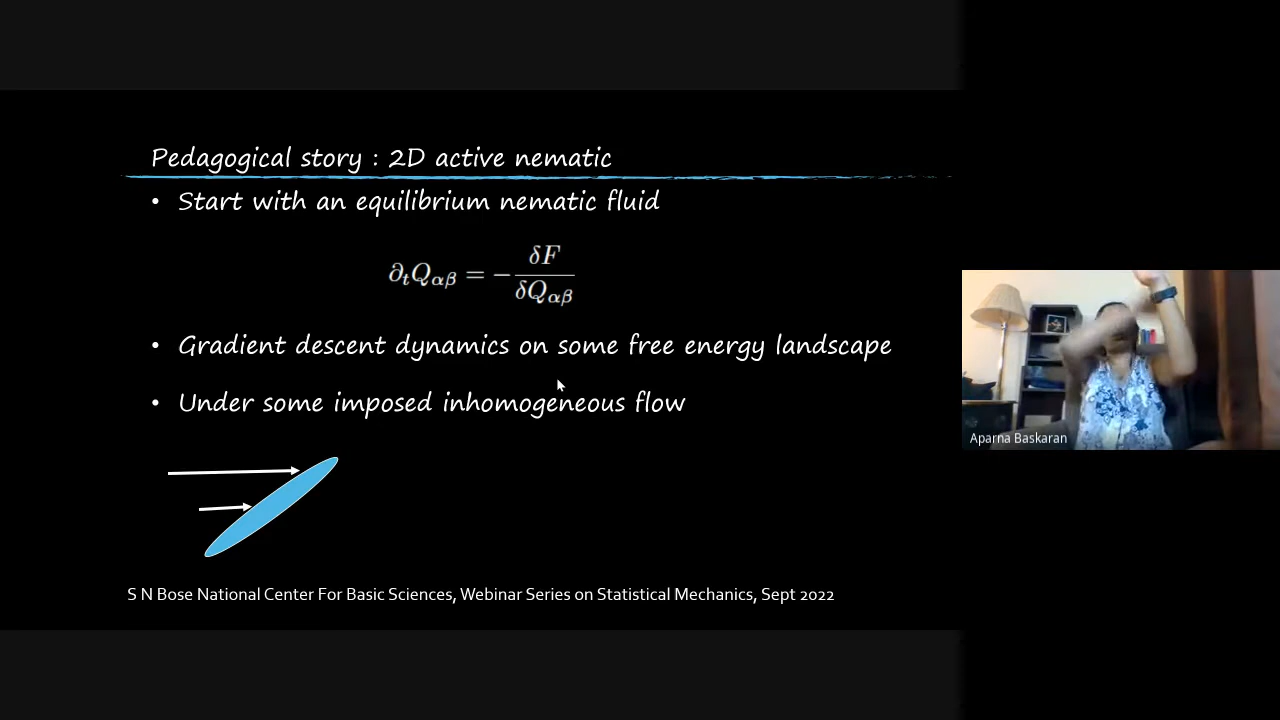 Pedagogical story : 2D active nematic
• Start with an equilibrium nematic fluid
∂ₜQ_αβ = − δF/δQ_αβ
• Gradient descent dynamics on some free energy landscape
• Under some imposed inhomogeneous flow
Aparna Baskaran
S N Bose National Center For Basic Sciences, Webinar Series on Statistical Mechanics, Sept 2022